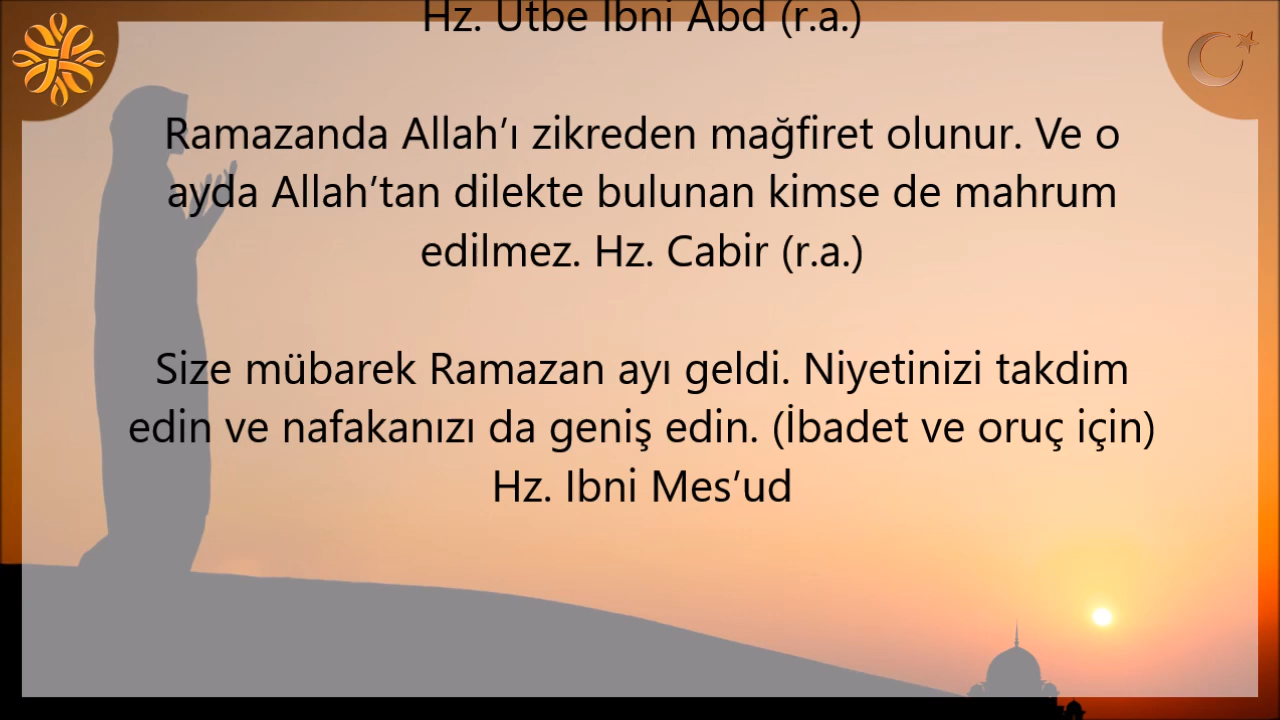 Hz. Utbe Ibni Abd (r.a.)
Ramazanda Allah’ı zikreden mağfiret olunur. Ve o
ayda Allah’tan dilekte bulunan kimse de mahrum
edilmez. Hz. Cabir (r.a.)
Size mübarek Ramazan ayı geldi. Niyetinizi takdim
edin ve nafakanızı da geniş edin. (İbadet ve oruç için)
Hz. Ibni Mes’ud